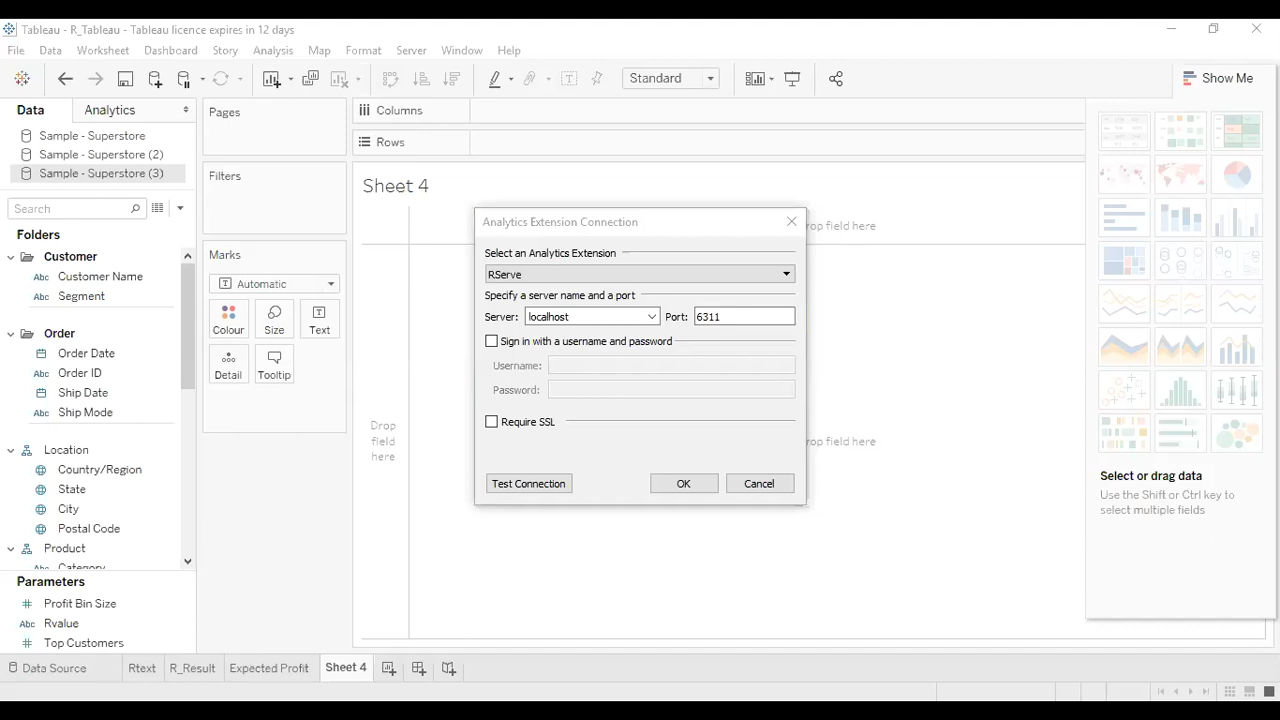 Tableau - R_Tableau - Tableau licence expires in 12 days
File Data Worksheet Dashboard Story Analysis Map Format Server Window Help
Standard
Show Me
Data Analytics
Pages
Columns
Sample - Superstore
Sample - Superstore (2)
Sample - Superstore (3)
Rows
Filters
Sheet 4
Search
Folders
Customer
Abc Customer Name
Abc Segment
Order
Order Date
Abc Order ID
Ship Date
Abc Ship Mode
Location
Country/Region
State
City
Postal Code
Product
Category
Parameters
# Profit Bin Size
Abc Rvalue
# Top Customers
Marks
Automatic
Colour Size Text
Detail Tooltip
Drop
field
here
rop field here
rop field here
Analytics Extension Connection
Select an Analytics Extension
RServe
Specify a server name and a port
Server: localhost Port: 6311
Sign in with a username and password
Username:
Password:
Require SSL
Test Connection OK Cancel
Select or drag data
Use the Shift or Ctrl key to
select multiple fields
Data Source Rtext R_Result Expected Profit Sheet 4